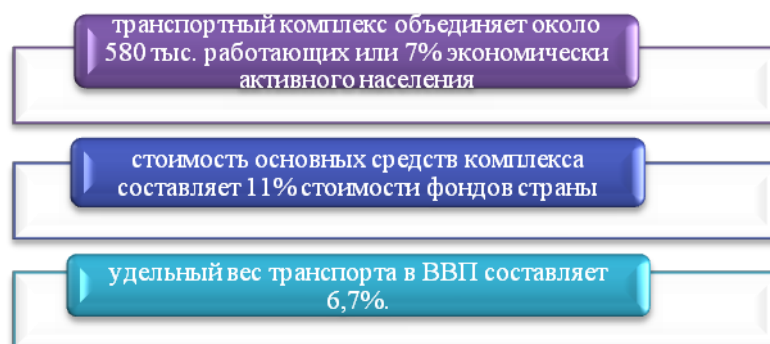 транспортный комплекс объединяет около
580 тыс. работающих или 7% экономически
активного населения
стоимость основных средств комплекса
составляет 11% стоимости фондов страны
удельный вес транспорта в ВВП составляет
6,7%.